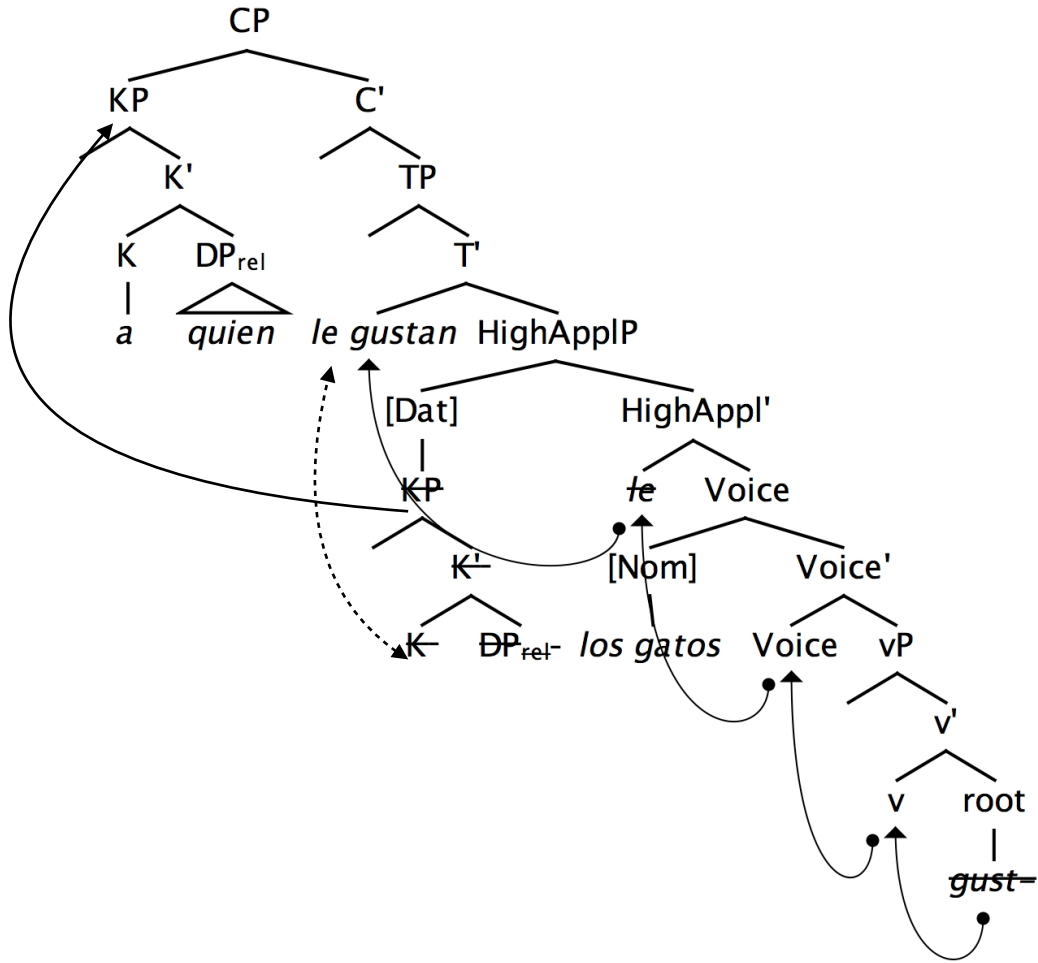 CP
KP C'
K' TP
K DPrel T'
a quien le gustan HighApplP
[Dat] HighAppl'
KP le Voice
K' [Nom] Voice'
K DPrel los gatos Voice vP
v'
v root
gust-